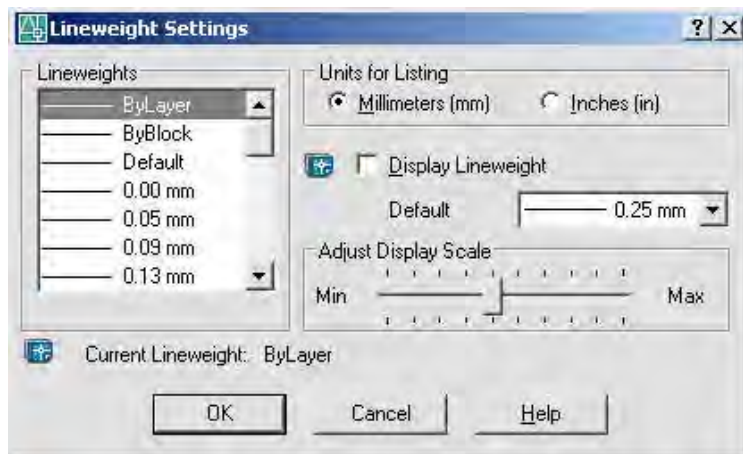 Lineweight Settings
Lineweights
ByLayer
ByBlock
Default
0.00 mm
0.05 mm
0.09 mm
0.13 mm
Units for Listing
Millimeters (mm) Inches (in)
Display Lineweight
Default 0.25 mm
Adjust Display Scale
Min Max
Current Lineweight: ByLayer
OK Cancel Help